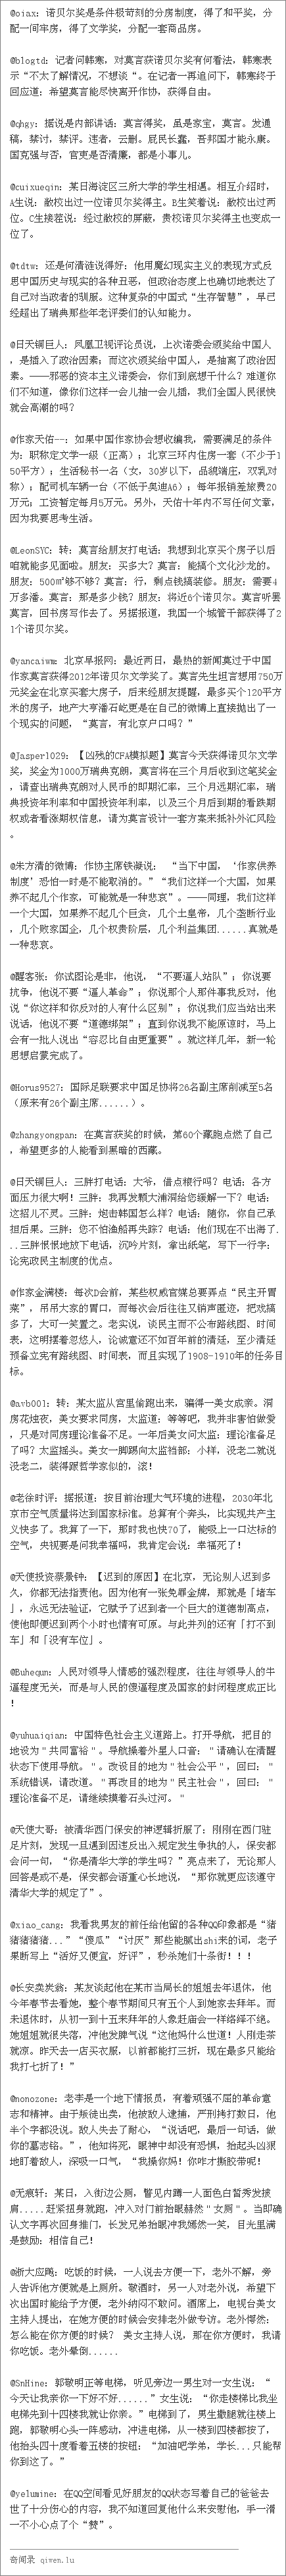 @oiax: 诺贝尔奖是条件极苛刻的分房制度，得了和平奖，分
配一间牢房，得了文学奖，分配一套商品房。
@blogtd: 记者问韩寒，对莫言获诺贝尔奖有何看法，韩寒表
示"不太了解情况，不想谈"。在记者一再追问下，韩寒终于
回应道：希望莫言能尽快离开作协，获得自由。
@qhgy: 据说是内部讲话：莫言得奖，虽是家宝，莫言。发通
稿，禁讨，禁评。违者，云删。屁民长蠢，吾邦国才能永康。
国克强与否，官更是否清廉，都是小事儿。
@cuixueqin: 某日海淀区三所大学的学生相遇。相互介绍时，
A生说：敝校出过一位诺贝尔奖得主。B生笑着说：敝校出过两
位。C生接茬说：经过敝校的屏蔽，贵校诺贝尔奖得主也变成一
位了。
@tdtw: 还是何清涟说得好：他用魔幻现实主义的表现方式反
思中国历史与现实的各种丑恶，但政治态度上也确切地表达了
自己对当政者的驯服。这种复杂的中国式"生存智慧"，早已
经超出了瑞典那些年老评委们的认知能力。
@日天镧巨人：凤凰卫视评论员说，上次诺委会颁奖给中国人
，是插入了政治因素；而这次颁奖给中国人，是抽离了政治因
素。——邪恶的资本主义诺委会，你们到底想干什么？难道你
们不知道，像你们这样一会儿抽一会儿插，我们全国人民很快
就会高潮的吗？
@作家天佑--：如果中国作家协会想收编我，需要满足的条件
为：职称定文学一级（正高）；北京三环内住房一套（不少于1
50平方）；生活秘书一名（女，30岁以下，品貌端庄，双乳对
称）；配司机车辆一台（不低于奥迪A6）；每年报销差旅费20
万元；工资暂定每月5万元。另外，天佑十年内不写任何文章，
因为我要思考生活。
@LeonSYC: 转：莫言给朋友打电话：我想到北京买个房子以后
咱就能多见面啦。朋友：买多大？莫言：能搞个文化沙龙的。
朋友：500㎡够不够？莫言：行，剩点钱搞装修。朋友：需要4
万多潘。莫言：那是多少钱？朋友：将近6个诺贝尔。莫言听罢
莫言，回书房写作去了。另据报道，我国一个城管干部获得了2
1个诺贝尔奖。
@yancaiwm: 北京早报网：最近两日，最热的新闻莫过于中国
作家莫言获得2012年诺贝尔文学奖了。莫言先生坦言想用750万
元奖金在北京买套大房子，后来经朋友提醒，最多买个120平方
米的房子，地产大亨潘石屹更是在自己的微博上直接抛出了一
个现实的问题，"莫言，有北京户口吗？"
@Jasper1029: 【凶残的CFA模拟题】莫言今天获得诺贝尔文学
奖，奖金为1000万瑞典克朗，莫言将在三个月后收到这笔奖金
，请查出瑞典克朗对人民币的即期汇率，三个月远期汇率，瑞
典投资年利率和中国投资年利率，以及三个月后到期的看跌期
权或者看涨期权信息，请为莫言设计一套方案来抵补外汇风险
。
@朱方清的微博：作协主席铁凝说： "当下中国，'作家供养
制度'恐怕一时是不能取消的。""我们这样一个大国，如果
养不起几个作家，可能就是一种悲哀"。——同理，我们这样
一个大国，如果养不起几个巨贪，几个土皇帝，几个垄断行业
，几个败家国企，几个权贵阶层，几个利益集团......真就是
一种悲哀。
@醒客张：你试图论是非，他说，"不要逼人站队"；你说要
抗争，他说不要"逼人革命"；你说那个人那件事我反对，他
说"你这样和你反对的人有什么区别"；你说我们应当站出来
说话，他说不要"道德绑架"；直到你说我不能原谅时，马上
会有一批人说出"容忍比自由更重要"。就这样几年，新一轮
思想启蒙完成了。
@Horus9527: 国际足联要求中国足协将26名副主席削减至5名
（原来有26个副主席......）。
@zhangyongpan: 在莫言获奖的时候，第60个藏胞点燃了自己
，希望更多的人能看到黑暗的西藏。
@日天镧巨人：三胖打电话：大爷，借点粮行吗？电话：各方
面压力很大啊！三胖：我再发颗大浦洞给您缓解一下？电话：
这招儿不灵。三胖：炮击韩国怎么样？电话：随你，你自己承
担后果。三胖：您不怕渔船再失踪？电话：他们现在不出海了.
..三胖恨恨地放下电话，沉吟片刻，拿出纸笔，写下一行字：
论宪政民主制度的优点。
@作家金满楼：每次D会前，某些权威官媒总要弄点"民主开胃
菜"，吊吊大家的胃口，而每次会后往往又销声匿迹，把戏搞
多了，大可一笑置之。老实说，谈民主而不公布路线图、时间
表，这明摆着忽悠人，论诚意还不如百年前的清廷，至少清廷
预备立宪有路线图、时间表，而且实现了1908-1910年的任务目
标。
@avb001: 转：某太监从宫里偷跑出来，骗得一美女成亲。洞
房花烛夜，美女要求同房，太监道：等等吧，我并非害怕做爱
，只是对同房理论准备不足。一年后美女问太监：理论准备足
了吗？太监摇头。美女一脚踢向太监裆部：小样，没老二就说
没老二，装得跟哲学家似的，滚！
@老徐时评：据报道：按目前治理大气环境的进程，2030年北
京市空气质量将达到国家标准。总算有个奔头，比实现共产主
义快多了。我算了一下，那时我也快70了，能吸上一口达标的
空气，央视要是问我幸福吗，我肯定会说：幸福死了！
@天使投资蔡景钟：【迟到的原因】在北京，无论别人迟到多
久，你都无法指责他。因为他有一张免罪金牌，那就是「堵车
」，永远无法验证，它赋予了迟到者一个巨大的道德制高点，
使他即便迟到两个小时也情有可原。与此并列的还有「打不到
车」和「没有车位」。
@Buhequn: 人民对领导人情感的强烈程度，往往与领导人的牛
逼程度无关，而是与人民的傻逼程度及国家的封闭程度成正比
！
@yuhuaiqian: 中国特色社会主义道路上。打开导航，把目的
地设为"共同富裕"。导航操着外星人口音："请确认在清醒
状态下使用导航。"。改设目的地为"社会公平"，回曰："
系统错误，请改道。"再改目的地为"民主社会"，回曰："
理论准备不足，请继续摸着石头过河。"
@天使大哥：被清华西门保安的神逻辑折服了：刚刚在西门驻
足片刻，发现一旦遇到因违反出入规定发生争执的人，保安都
会问一句，"你是清华大学的学生吗？"亮点来了，无论那人
回答是或不是，保安都会语重心长地说，"那你就更应该遵守
清华大学的规定了"。
@xiao_cang: 我看我男友的前任给他留的各种QQ印象都是"猪
猪猪猪猪..." "傻瓜""讨厌"那些能腻出shi来的词，老子
果断写上"活好又便宜，好评"，秒杀她们十条街！！！
@长安卖炭翁：某友谈起他在某市当局长的姐姐去年退休，他
今年春节去看她，整个春节期间只有五个人到她家去拜年。而
未退休时，从初一到十五来拜年的人象赶庙会一样络绎不绝。
她姐姐就很失落，冲他发脾气说"这他妈什么世道！人刚走茶
就凉。昨天去一店买衣服，以前都能打三折，现在最多只能给
我打七折了！"
@nonozone: 老李是一个地下情报员，有着顽强不屈的革命意
志和精神。由于叛徒出卖，他被敌人逮捕，严刑拷打数日，他
半个字都没说。敌人失去了耐心，"说话吧，最后一句话，做
你的墓志铭。"，他知将死，眼神中却没有恐惧，抬起头凶狠
地盯着敌人，深吸一口气，"我操你妈！你咋才撕胶带呢！
@无痕轩：某日，入街边公厕，瞥见内蹲一人面色白皙秀发披
肩.....赶紧扭身就跑，冲入对门前抬眼赫然"女厕"。当即确
认文字再次回身推门，长发兄弟抬眼冲我嫣然一笑，目光里满
是鼓励：相信自己！
@浙大应飚：吃饭的时候，一人说去方便一下，老外不解，旁
人告诉他方便就是上厕所。敬酒时，另一人对老外说，希望下
次出国时能给予方便，老外纳闷不敢问。酒席上，电视台美女
主持人提出，在她方便的时候会安排老外做专访。老外愕然：
怎么能在你方便的时候？ 美女主持人说，那在你方便时，我请
你吃饭。老外晕倒......
@SnHine: 郭敬明正等电梯，听见旁边一男生对一女生说："
今天让我亲你一下好不好......"女生说："你走楼梯比我坐
电梯先到十四楼我就让你亲。"电梯到了，男生撒腿就往楼上
跑，郭敬明心头一阵感动，冲进电梯，从一楼到四楼都按了，
他抬头四十度看着五楼的按钮："加油吧学弟，学长...只能帮
你到这了。"
@yelumine: 在QQ空间看见好朋友的QQ状态写着自己的爸爸去
世了十分伤心的内容，我不知道回复他什么来安慰他，手一滑
一不小心点了个"赞"。
奇闻录 qiwen.lu